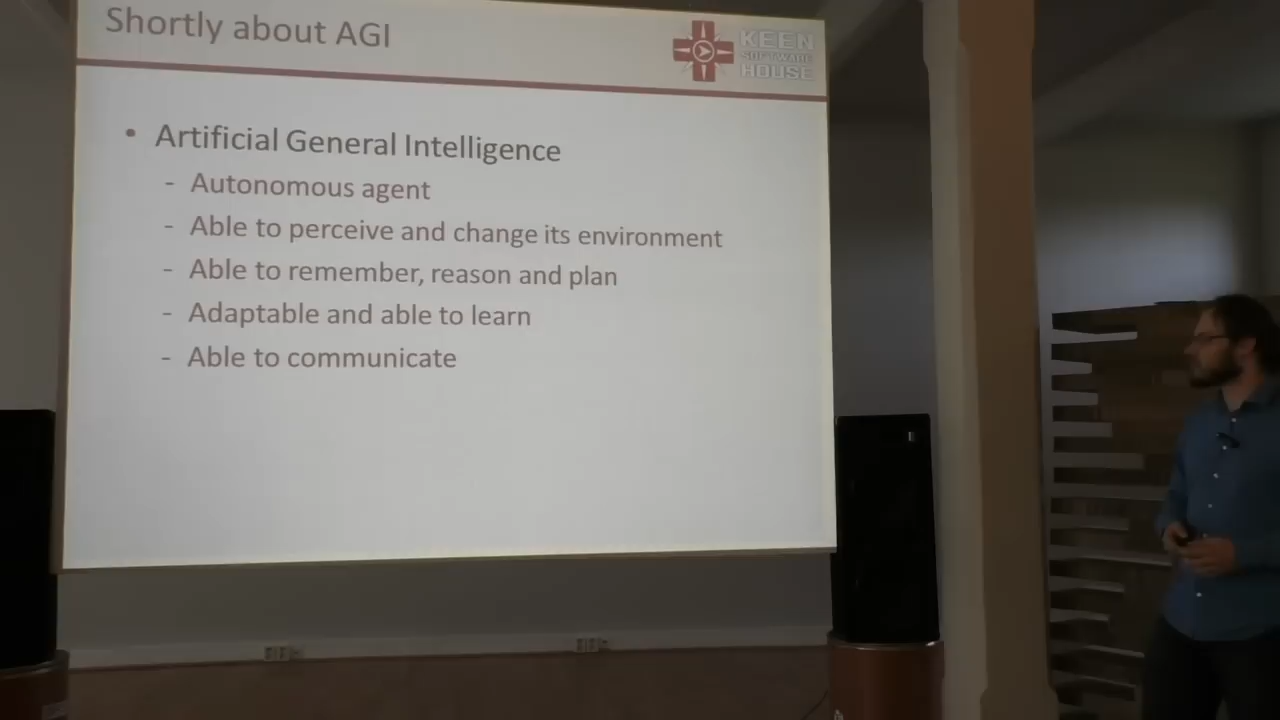 Shortly about AGI
KEEN
SOFTWARE
HOUSE
• Artificial General Intelligence
- Autonomous agent
- Able to perceive and change its environment
- Able to remember, reason and plan
- Adaptable and able to learn
- Able to communicate